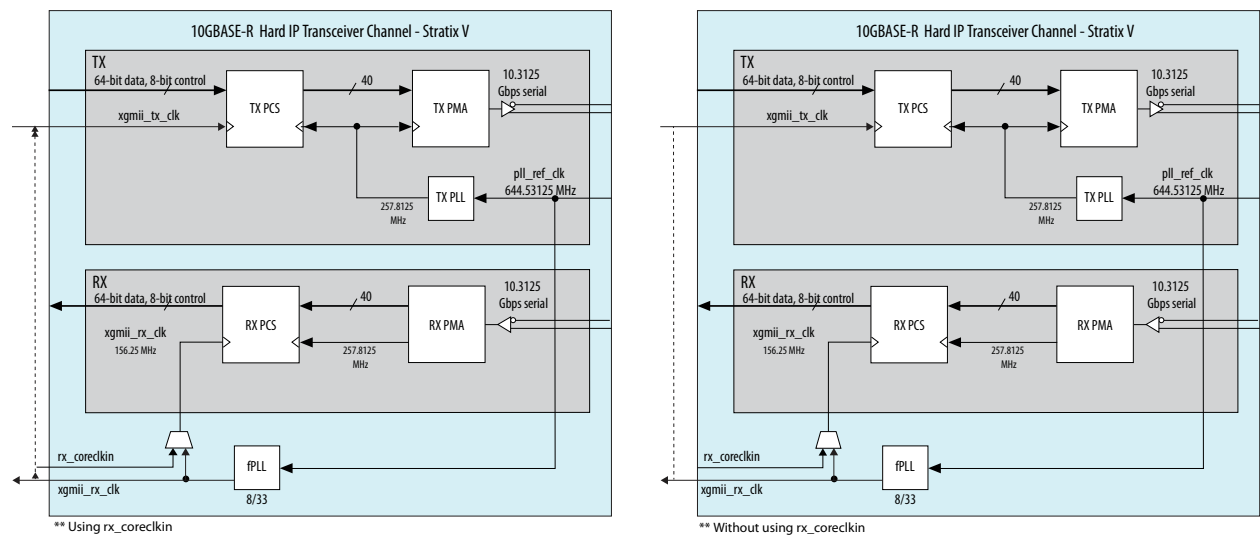 10GBASE-R Hard IP Transceiver Channel - Stratix V
TX
64-bit data, 8-bit control
40
10.3125
Gbps serial
TX PCS
TX PMA
xgmii_tx_clk
pll_ref_clk
644.53125 MHz
TX PLL
257.8125
MHz
RX
64-bit data, 8-bit control
40
10.3125
Gbps serial
xgmii_rx_clk
156.25 MHz
RX PCS
RX PMA
257.8125
MHz
rx_coreclkin
fPLL
xgmii_rx_clk
8/33
** Using rx_coreclkin
10GBASE-R Hard IP Transceiver Channel - Stratix V
TX
64-bit data, 8-bit control
40
10.3125
Gbps serial
TX PCS
TX PMA
xgmii_tx_clk
pll_ref_clk
644.53125 MHz
TX PLL
257.8125
MHz
RX
64-bit data, 8-bit control
40
10.3125
Gbps serial
xgmii_rx_clk
156.25 MHz
RX PCS
RX PMA
257.8125
MHz
rx_coreclkin
fPLL
xgmii_rx_clk
8/33
** Without using rx_coreclkin